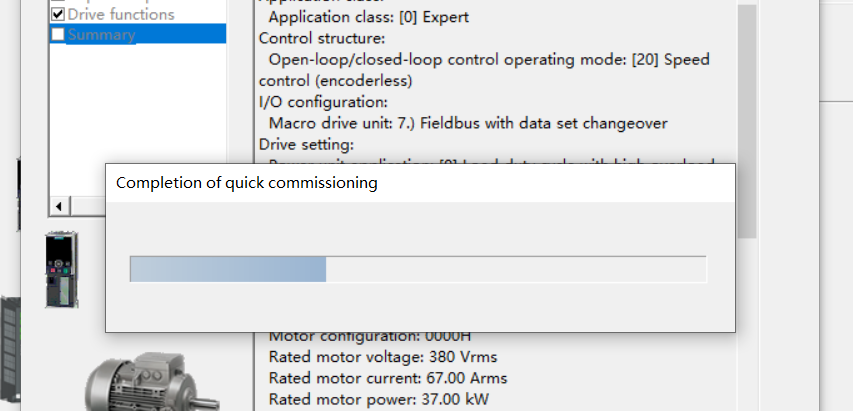 Drive functions
Summary
Application class: [0] Expert
Control structure:
Open-loop/closed-loop control operating mode: [20] Speed
control (encoderless)
I/O configuration:
Macro drive unit: 7.) Fieldbus with data set changeover
Drive setting:
Completion of quick commissioning
Motor configuration: 0000H
Rated motor voltage: 380 Vrms
Rated motor current: 67.00 Arms
Rated motor power: 37.00 kW